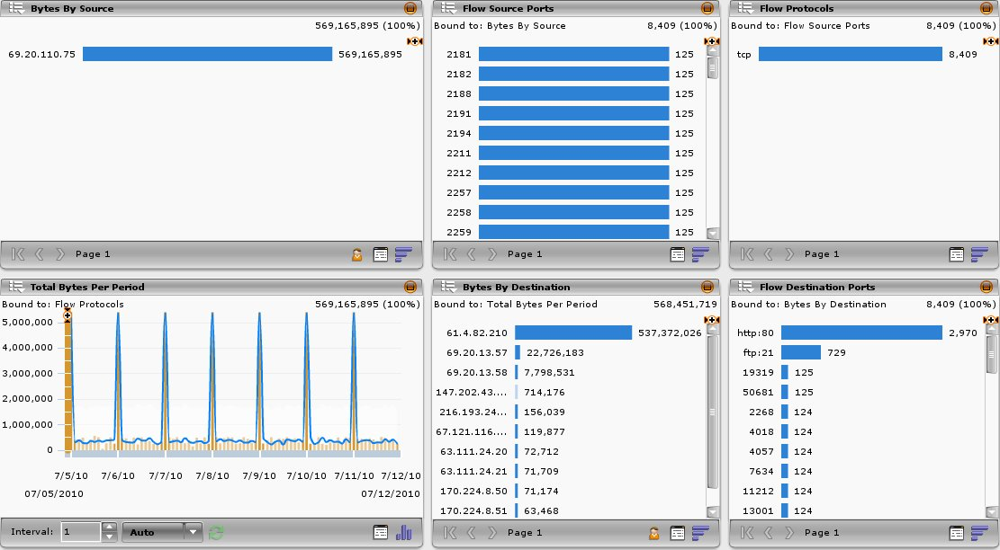 Bytes By Source
569,165,895 (100%)
69.20.110.75 569,165,895
Page 1
Flow Source Ports
Bound to: Bytes By Source 8,409 (100%)
2181 125
2182 125
2188 125
2191 125
2194 125
2211 125
2212 125
2257 125
2258 125
2259 125
Page 1
Flow Protocols
Bound to: Flow Source Ports 8,409 (100%)
tcp 8,409
Page 1
Total Bytes Per Period
Bound to: Flow Protocols 569,165,895 (100%)
5,000,000
4,000,000
3,000,000
2,000,000
1,000,000
0
7/5/10 7/6/10 7/7/10 7/8/10 7/9/10 7/10/10 7/11/10 7/12/10
07/05/2010 07/12/2010
Interval: 1 Auto
Bytes By Destination
Bound to: Total Bytes Per Period 568,451,719
61.4.82.210 537,372,026
69.20.13.57 22,726,183
69.20.13.58 7,798,531
147.202.43.... 714,176
216.193.24... 156,039
67.121.116.... 119,877
63.111.24.20 72,712
63.111.24.21 71,709
170.224.8.50 71,174
170.224.8.51 63,468
Page 1
Flow Destination Ports
Bound to: Bytes By Destination 8,409 (100%)
http:80 2,970
ftp:21 729
19319 125
50681 125
2268 124
4018 124
4057 124
7634 124
11212 124
13001 124
Page 1